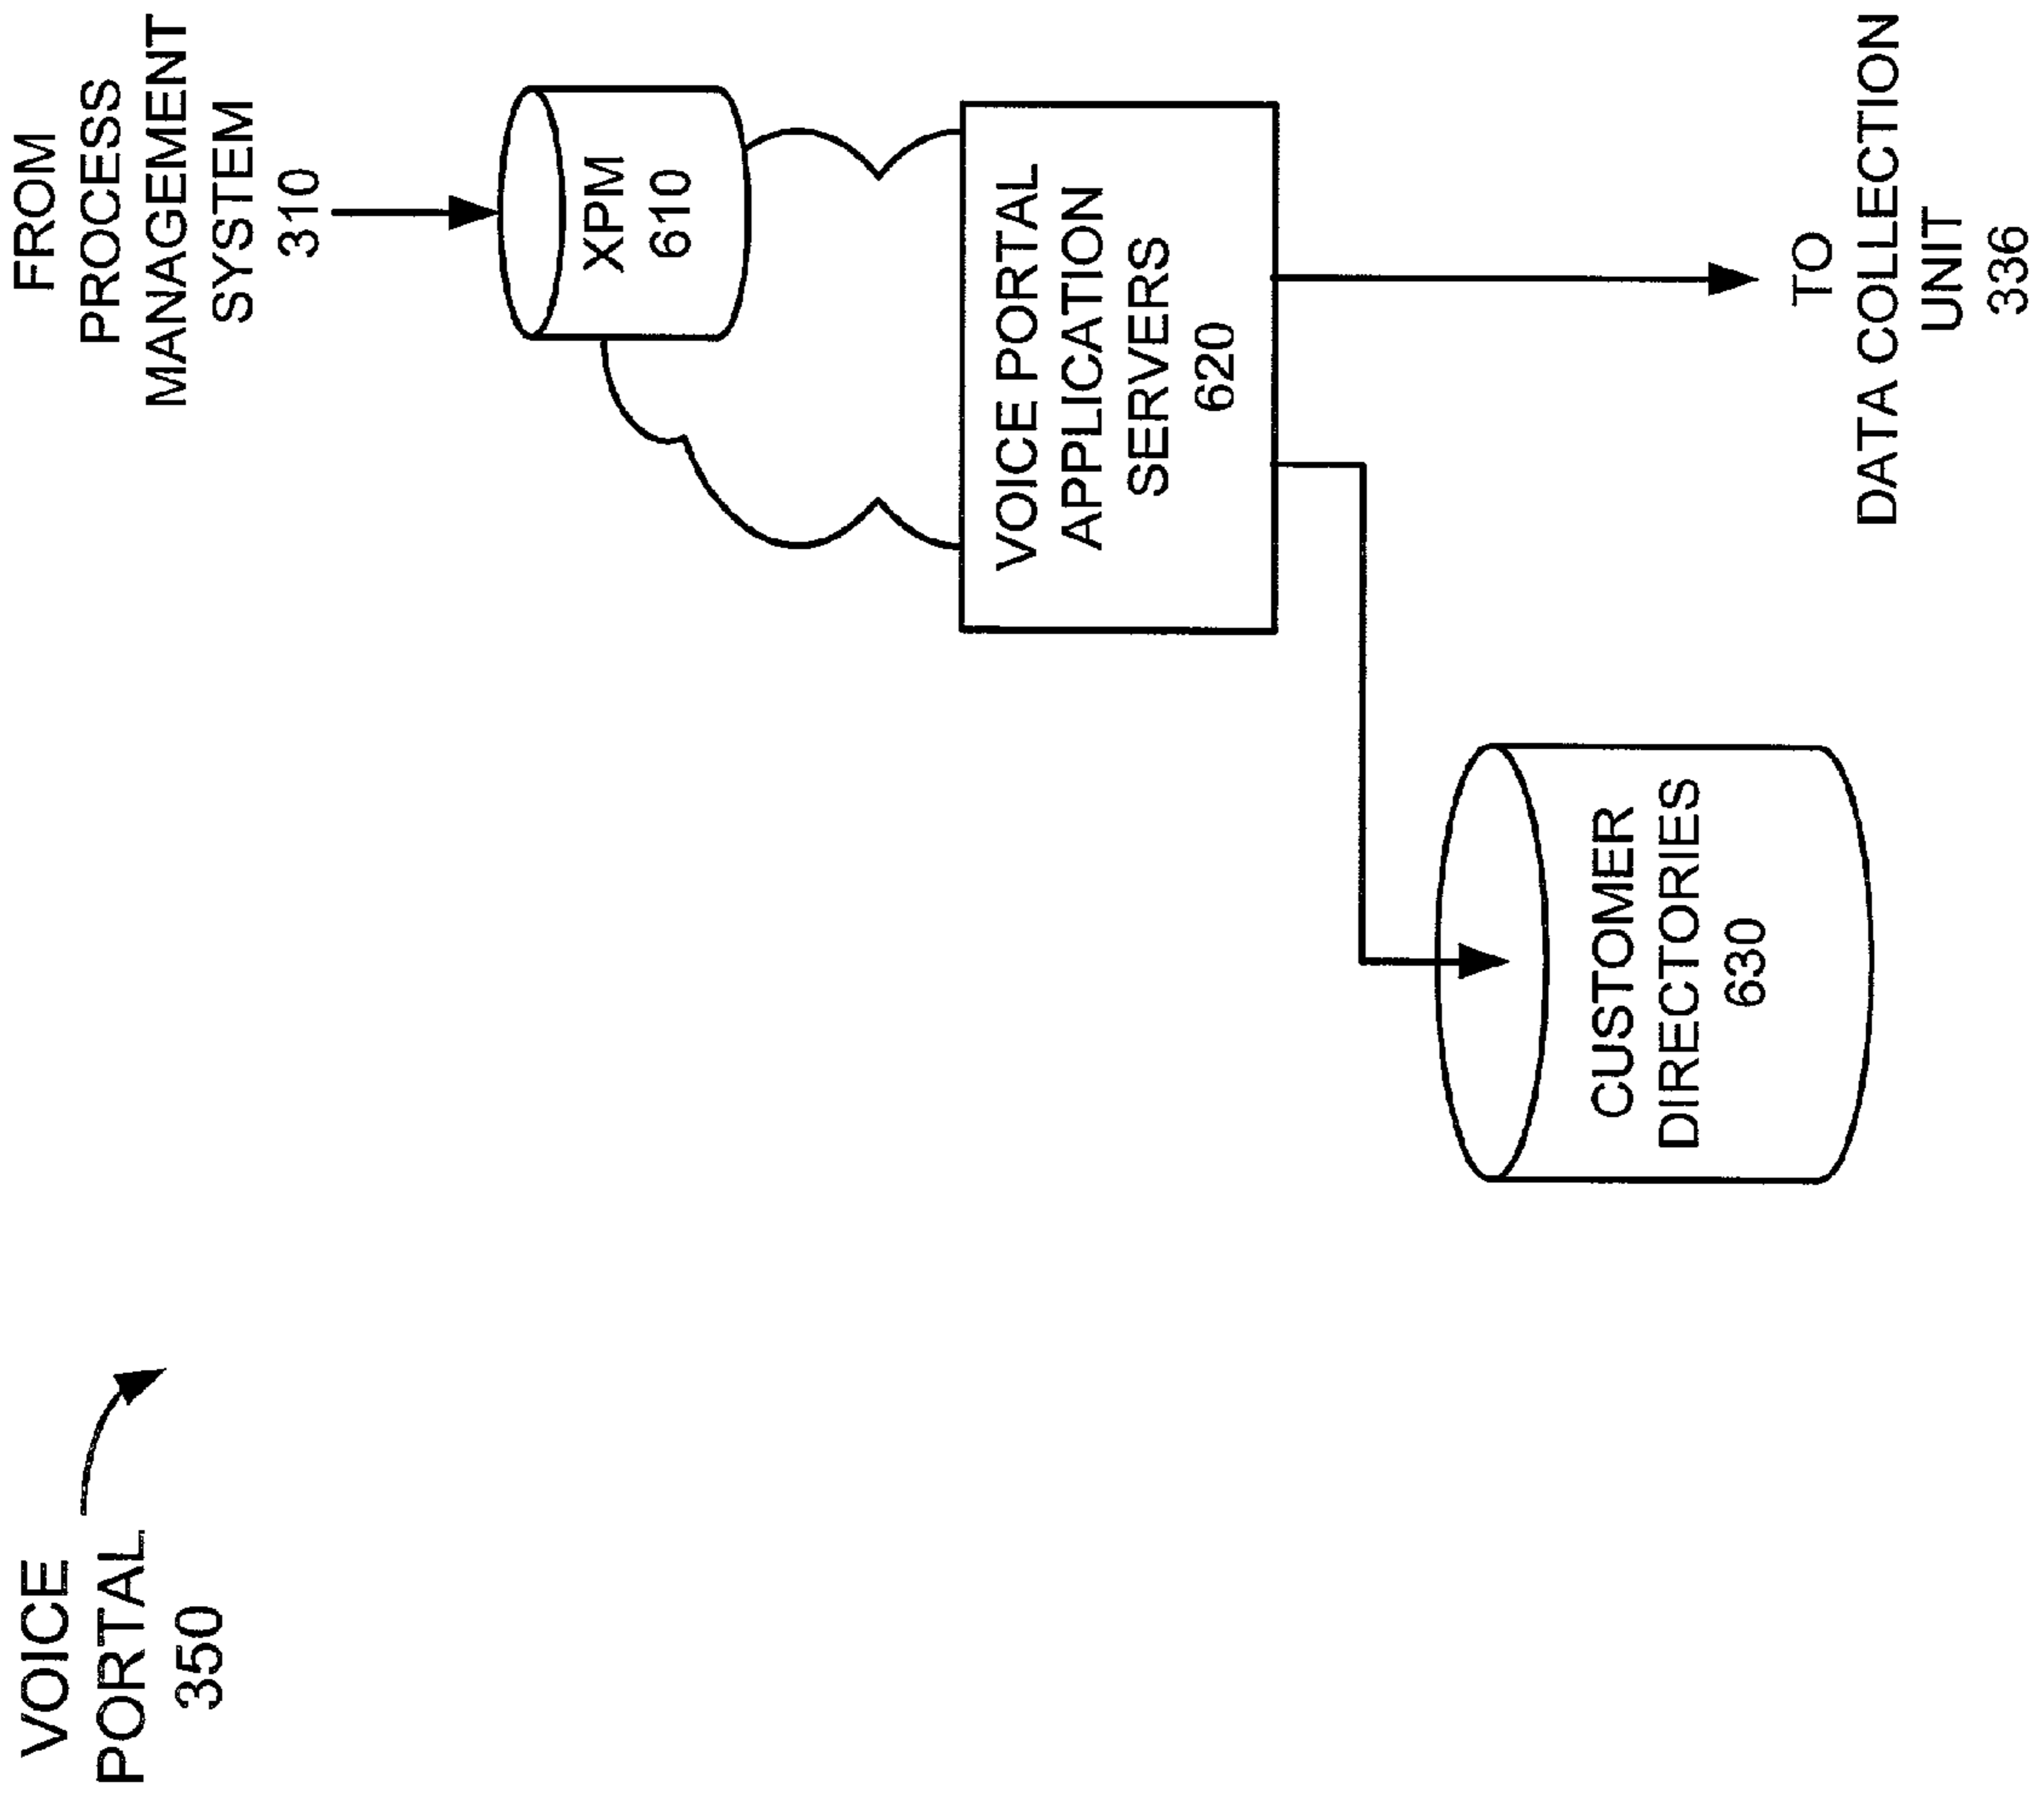 VOICE
PORTAL
350
FROM
PROCESS
MANAGEMENT
SYSTEM
310
XPM
610
VOICE PORTAL
APPLICATION
SERVERS
620
CUSTOMER
DIRECTORIES
630
TO
DATA COLLECTION
UNIT
336